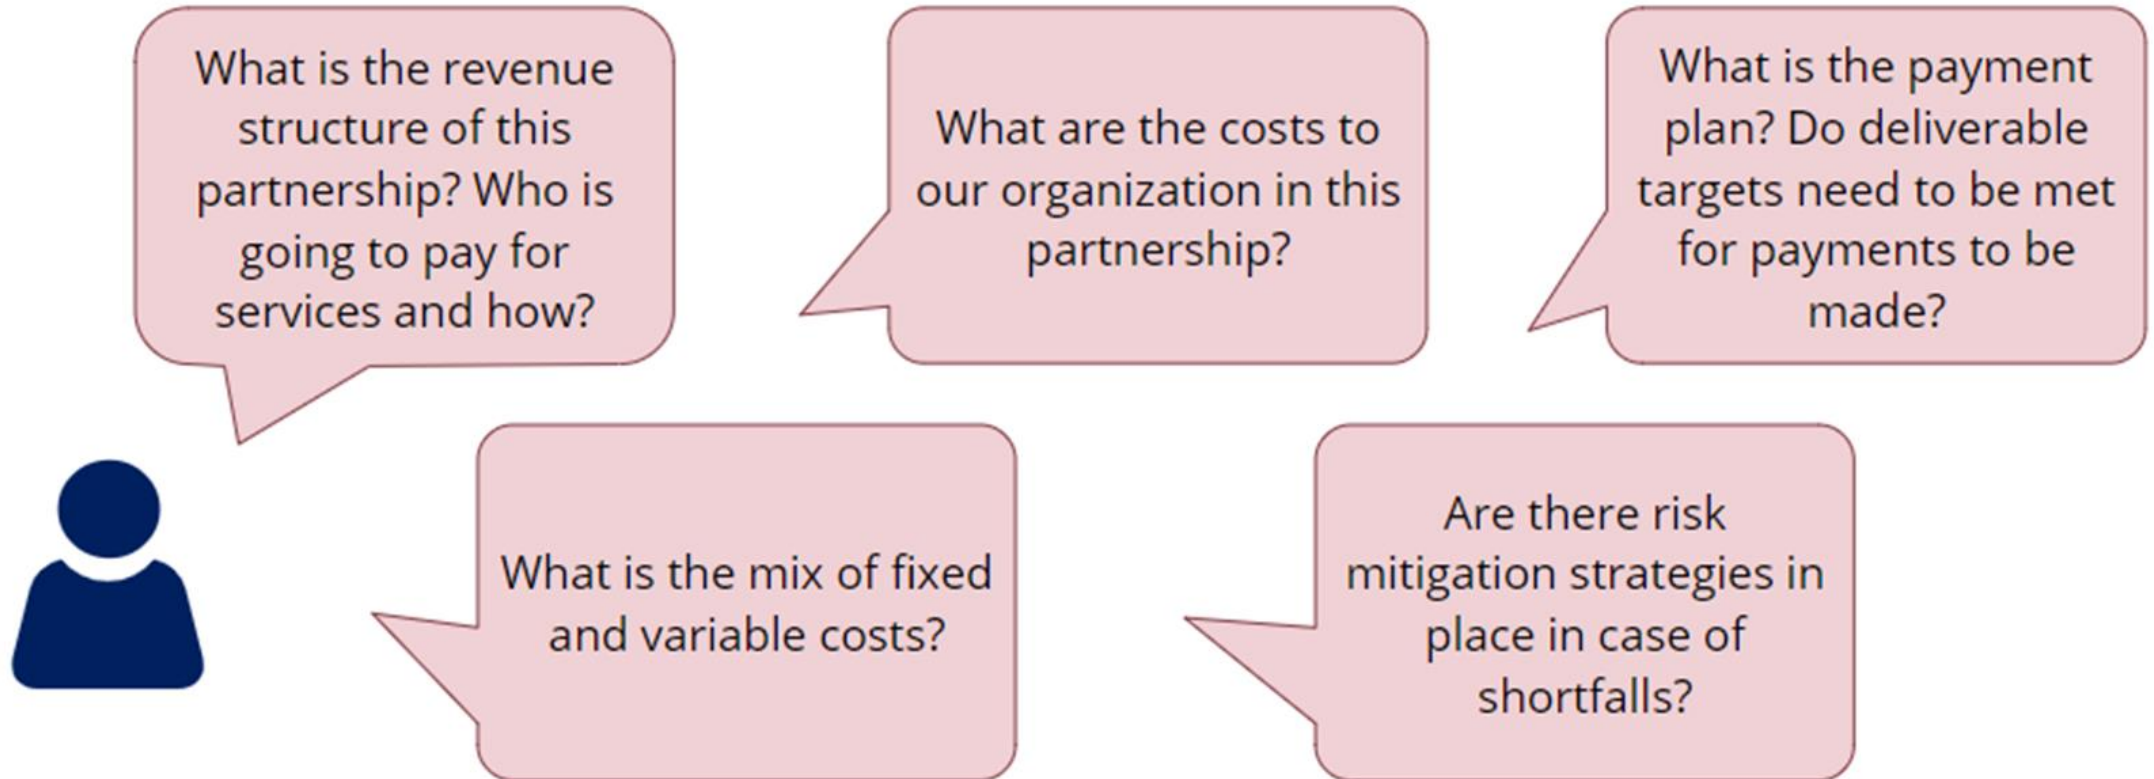 What is the revenue
structure of this
partnership? Who is
going to pay for
services and how?
What are the costs to
our organization in this
partnership?
What is the payment
plan? Do deliverable
targets need to be met
for payments to be
made?
What is the mix of fixed
and variable costs?
Are there risk
mitigation strategies in
place in case of
shortfalls?